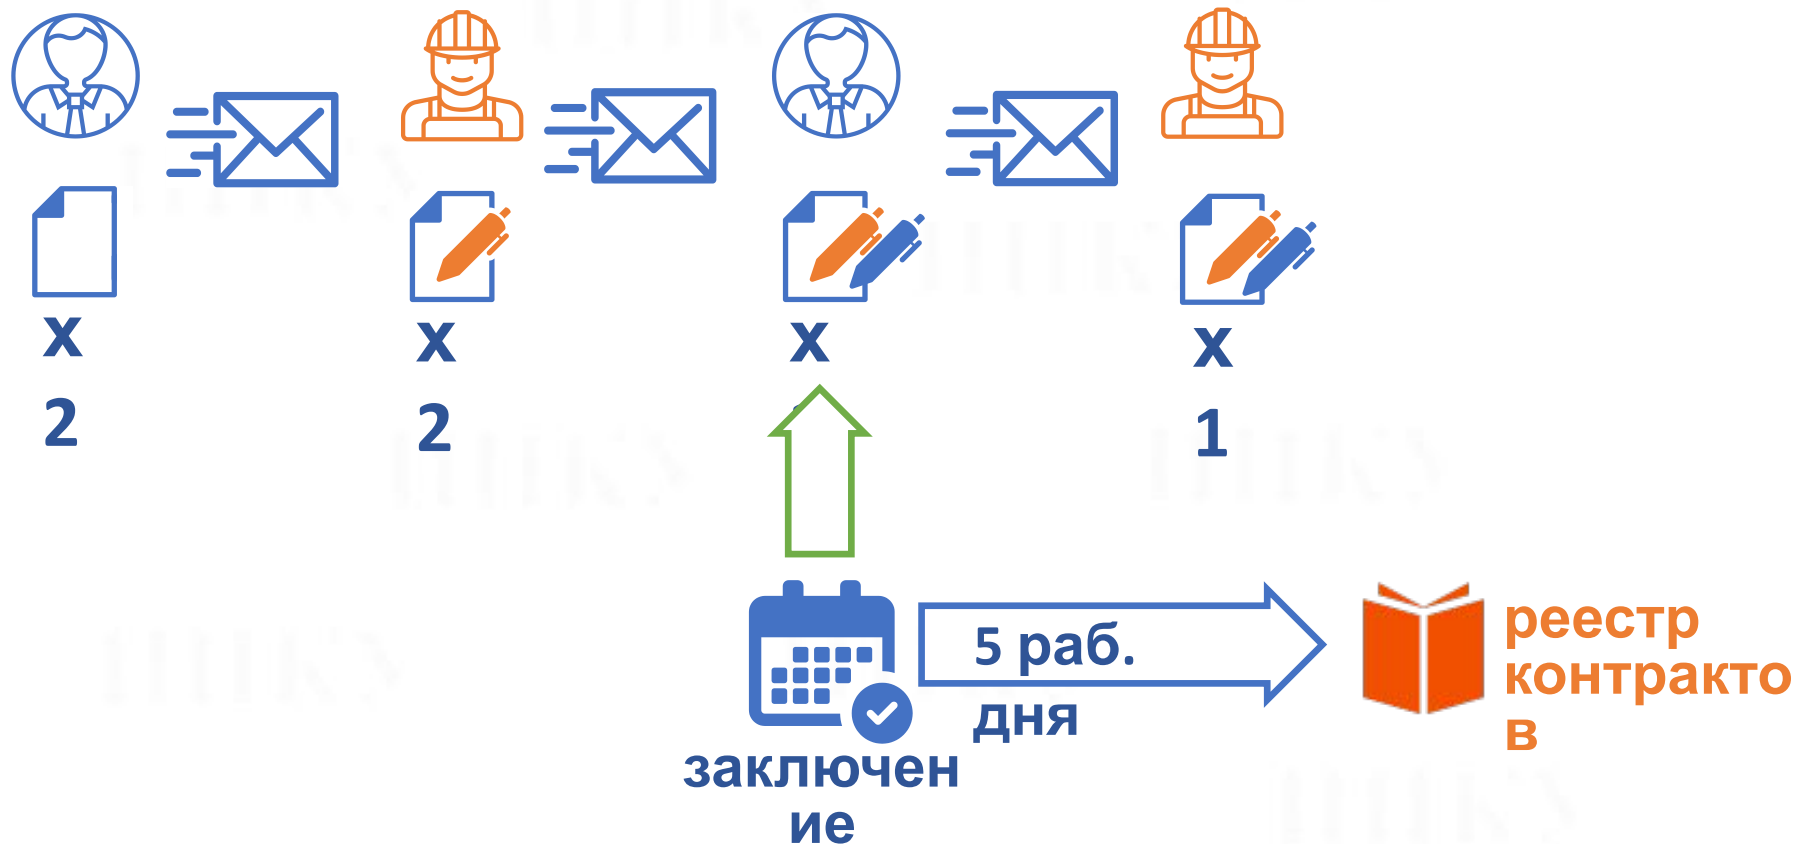 х
2
х
2
х
х
1
5 раб.
дня
заключен
ие
реестр
контракто
в